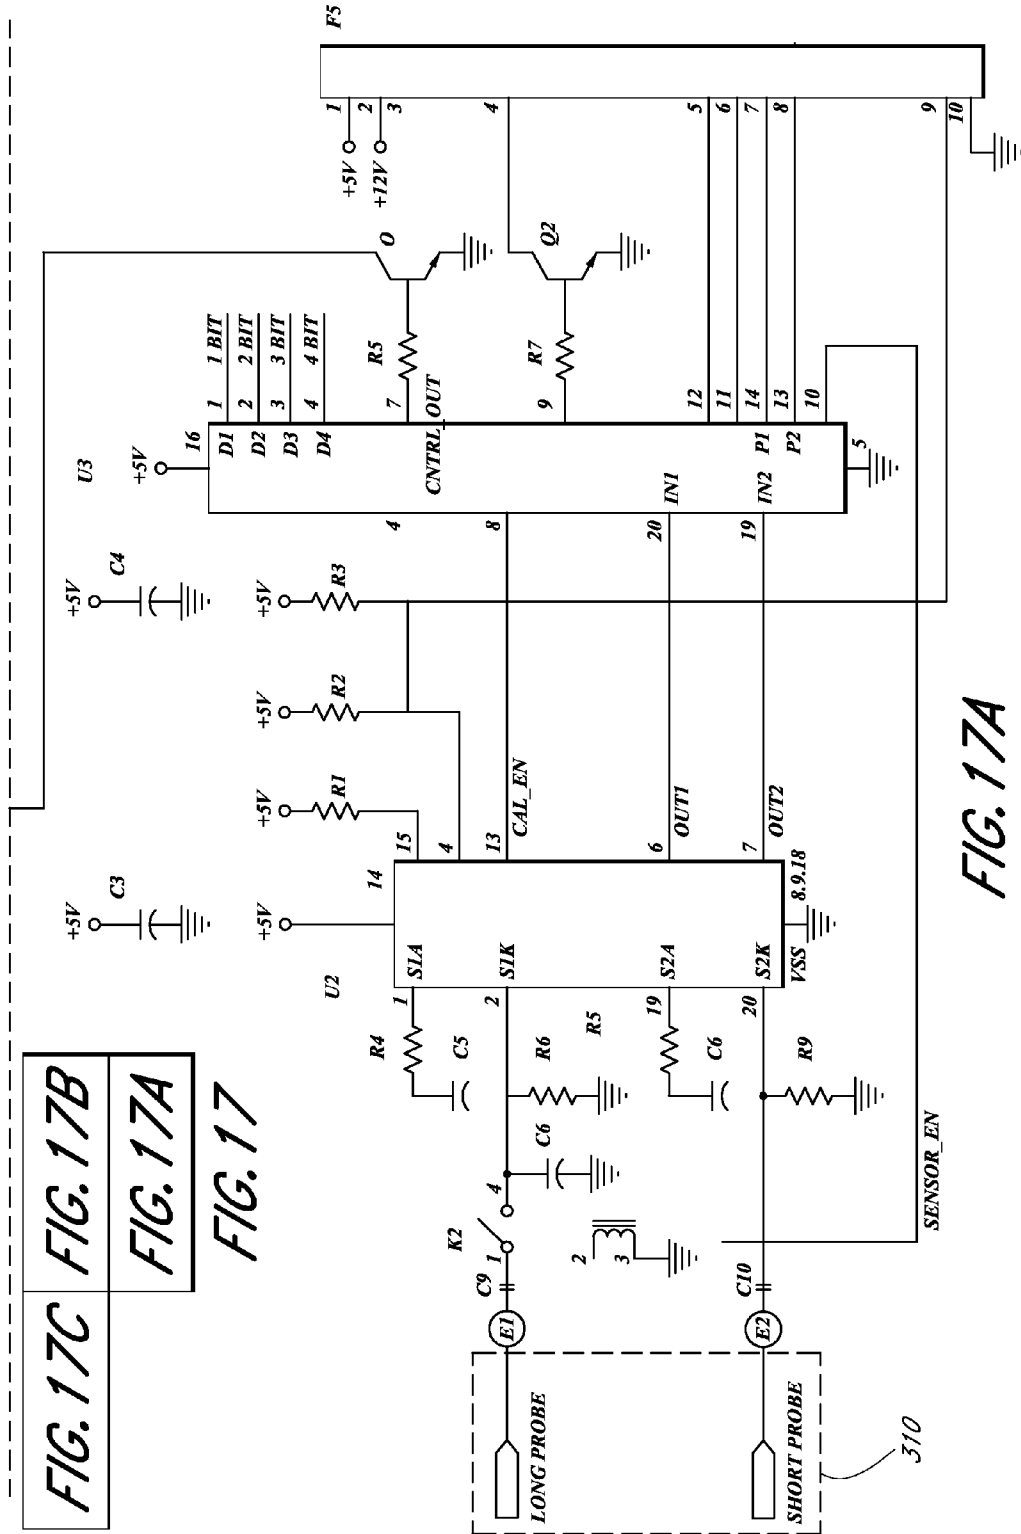 FIG. 17C
FIG. 17B
FIG. 17A
FIG. 17
+5V
C3
+5V
C4
U3
+5V
16
D1
1
1 BIT
D2
2
2 BIT
D3
3
3 BIT
D4
4
4 BIT
4
CNTRL_OUT
7
R5
O
8
9
R7
Q2
20
IN1
19
IN2
12
11
P1
14
P2
13
10
5
F5
+5V
1
+12V
2
3
4
5
6
7
8
9
10
+5V
R1
+5V
R2
+5V
R3
+5V
U2
14
S1A
1
15
4
S1K
2
13
CAL_EN
S2A
19
6
OUT1
S2K
20
7
OUT2
VSS
8.9.18
R4
C5
R6
R5
C6
K2
1
4
C9
E1
LONG PROBE
2
3
C6
R9
C10
E2
SHORT PROBE
SENSOR_EN
310
FIG. 17A